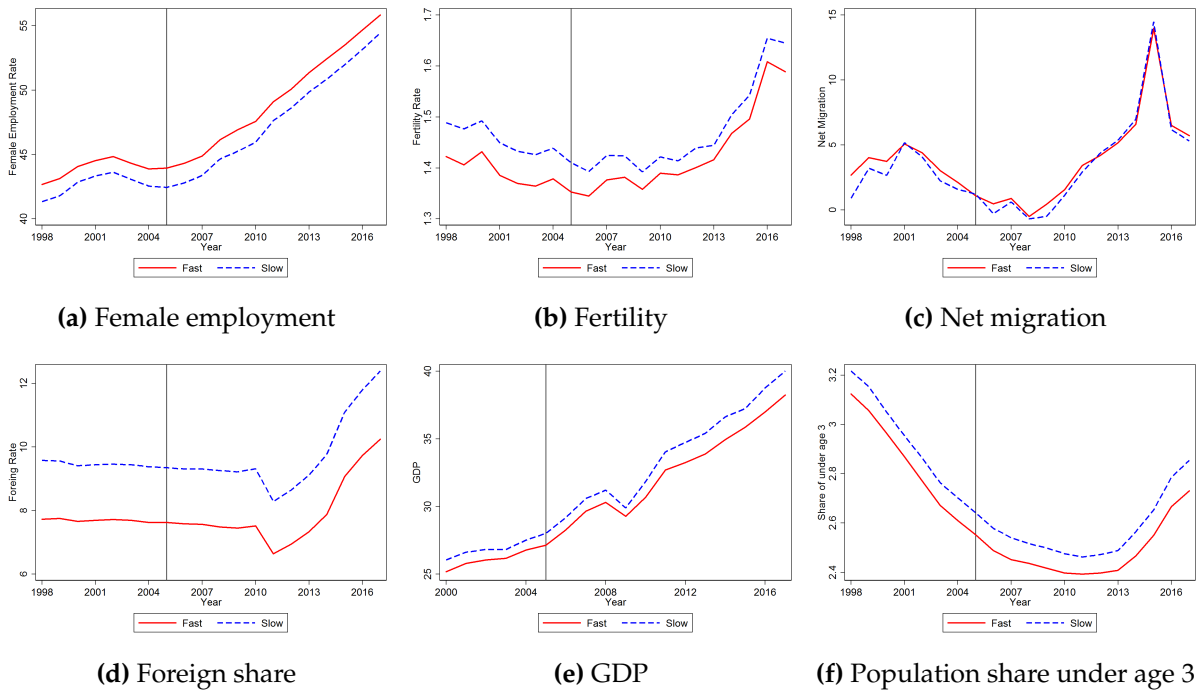 55
50
45
40
Female Employment Rate
1998 2001 2004 2007 2010 2013 2016
Year
Fast Slow
(a) Female employment
1.7
1.6
1.5
1.4
1.3
Fertility Rate
1998 2001 2004 2007 2010 2013 2016
Year
Fast Slow
(b) Fertility
15
10
5
0
Net Migration
1998 2001 2004 2007 2010 2013 2016
Year
Fast Slow
(c) Net migration
12
10
8
6
Foreing Rate
1998 2001 2004 2007 2010 2013 2016
Year
Fast Slow
(d) Foreign share
40
35
30
25
GDP
2000 2004 2008 2012 2016
Year
Fast Slow
(e) GDP
3.2
3
2.8
2.6
2.4
Share of under age 3
1998 2001 2004 2007 2010 2013 2016
Year
Fast Slow
(f) Population share under age 3